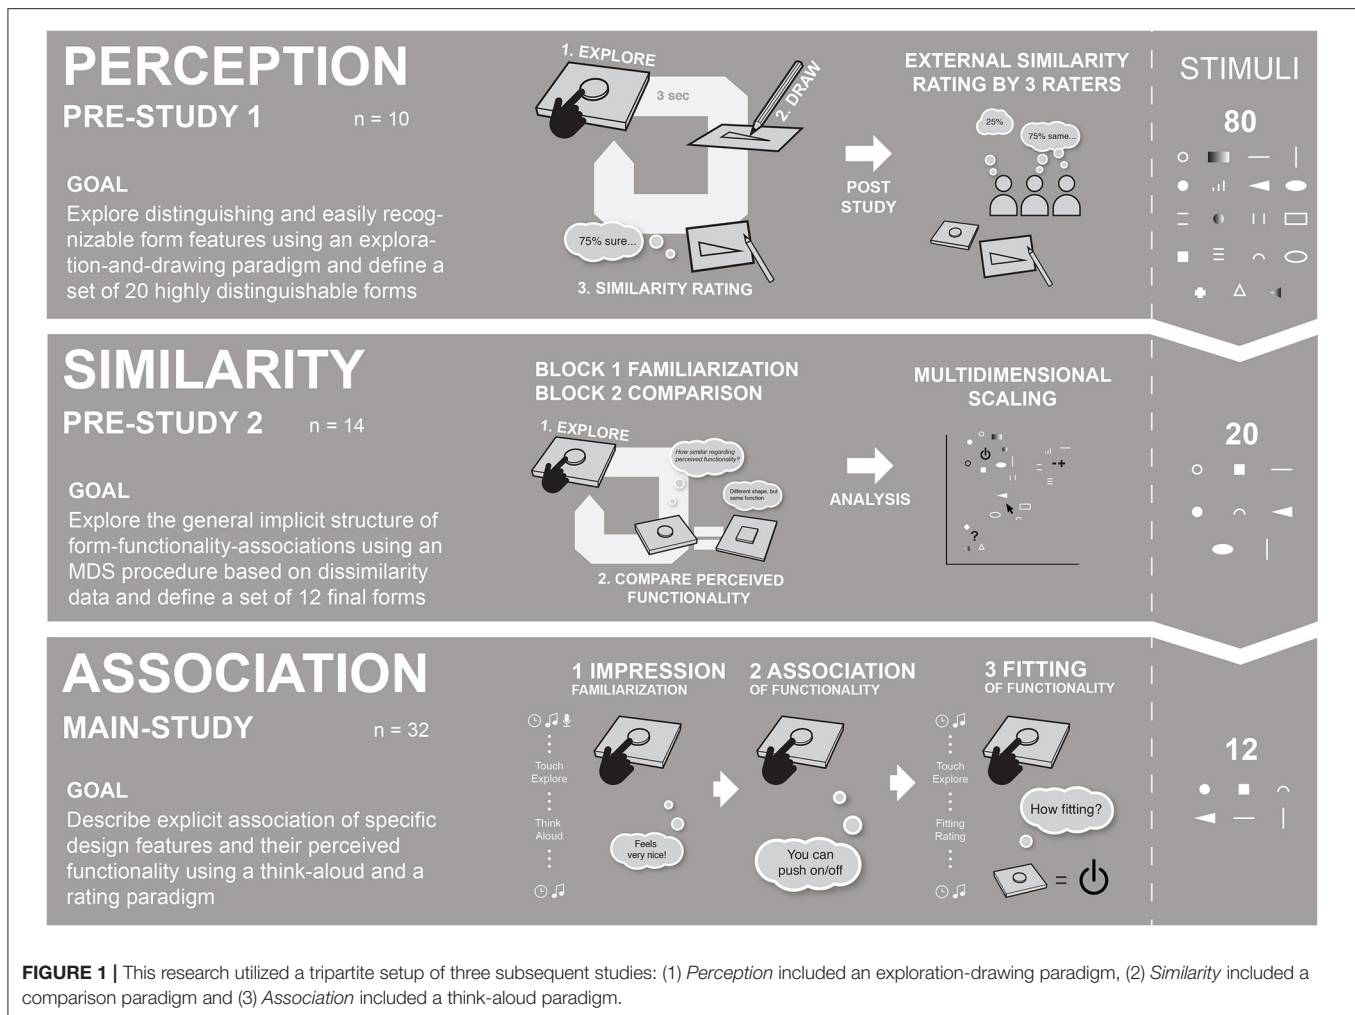 PERCEPTION
PRE-STUDY 1
n = 10
GOAL
Explore distinguishing and easily recog-
nizable form features using an explora-
tion-and-drawing paradigm and define a
set of 20 highly distinguishable forms
1. EXPLORE
3 sec
2. DRAW
75% sure...
3. SIMILARITY RATING
POST
STUDY
EXTERNAL SIMILARITY
RATING BY 3 RATERS
25%
75% same...
STIMULI
80
SIMILARITY
PRE-STUDY 2
n = 14
GOAL
Explore the general implicit structure of
form-functionality-associations using an
MDS procedure based on dissimilarity
data and define a set of 12 final forms
BLOCK 1 FAMILIARIZATION
BLOCK 2 COMPARISON
1. EXPLORE
How similar regarding
perceived functionality?
Different shape, but
same function
2. COMPARE PERCEIVED
FUNCTIONALITY
ANALYSIS
MULTIDIMENSIONAL
SCALING
-+
?
20
ASSOCIATION
MAIN-STUDY
n = 32
GOAL
Describe explicit association of specific
design features and their perceived
functionality using a think-aloud and a
rating paradigm
1 IMPRESSION
FAMILIARIZATION
Touch
Explore
Think
Aloud
Feels
very nice!
2 ASSOCIATION
OF FUNCTIONALITY
You can
push on/off
3 FITTING
OF FUNCTIONALITY
Touch
Explore
Fitting
Rating
How fitting?
=
12
FIGURE 1 | This research utilized a tripartite setup of three subsequent studies: (1) Perception included an exploration-drawing paradigm, (2) Similarity included a
comparison paradigm and (3) Association included a think-aloud paradigm.